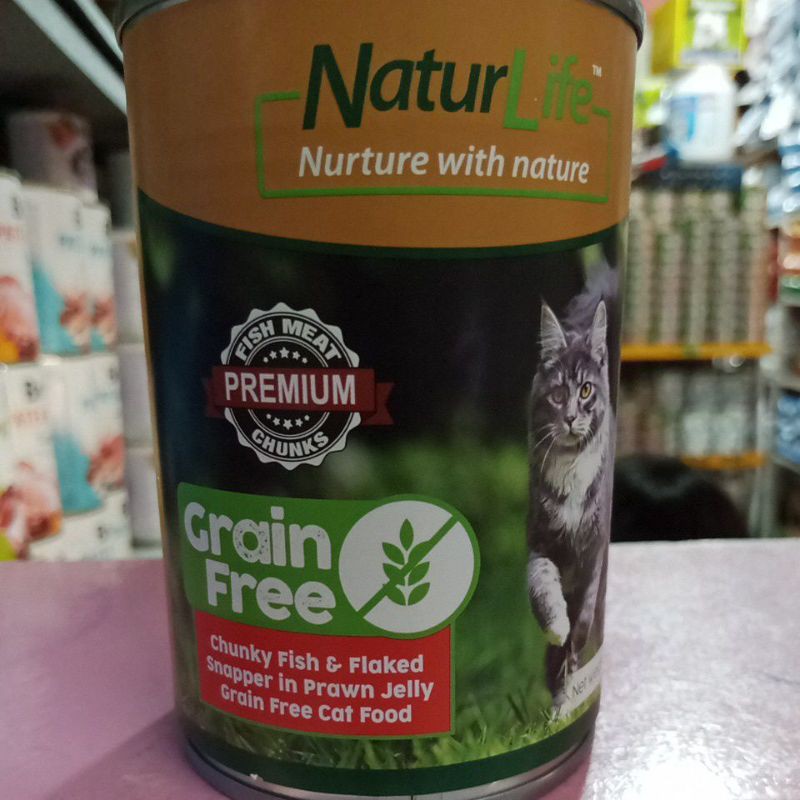 NaturLife™
Nurture with nature
FISH MEAT
PREMIUM
CHUNKS
Grain
Free
Chunky Fish & Flaked
Snapper in Prawn Jelly
Grain Free Cat Food
Net